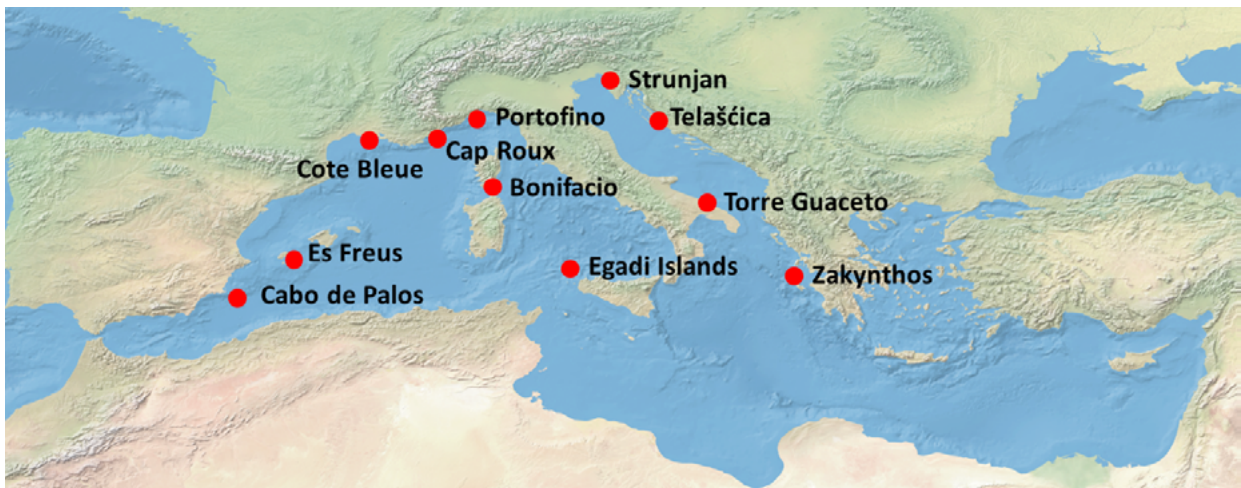 Strunjan
Portofino
Telašćica
Cap Roux
Cote Bleue
Bonifacio
Torre Guaceto
Es Freus
Egadi Islands
Zakynthos
Cabo de Palos